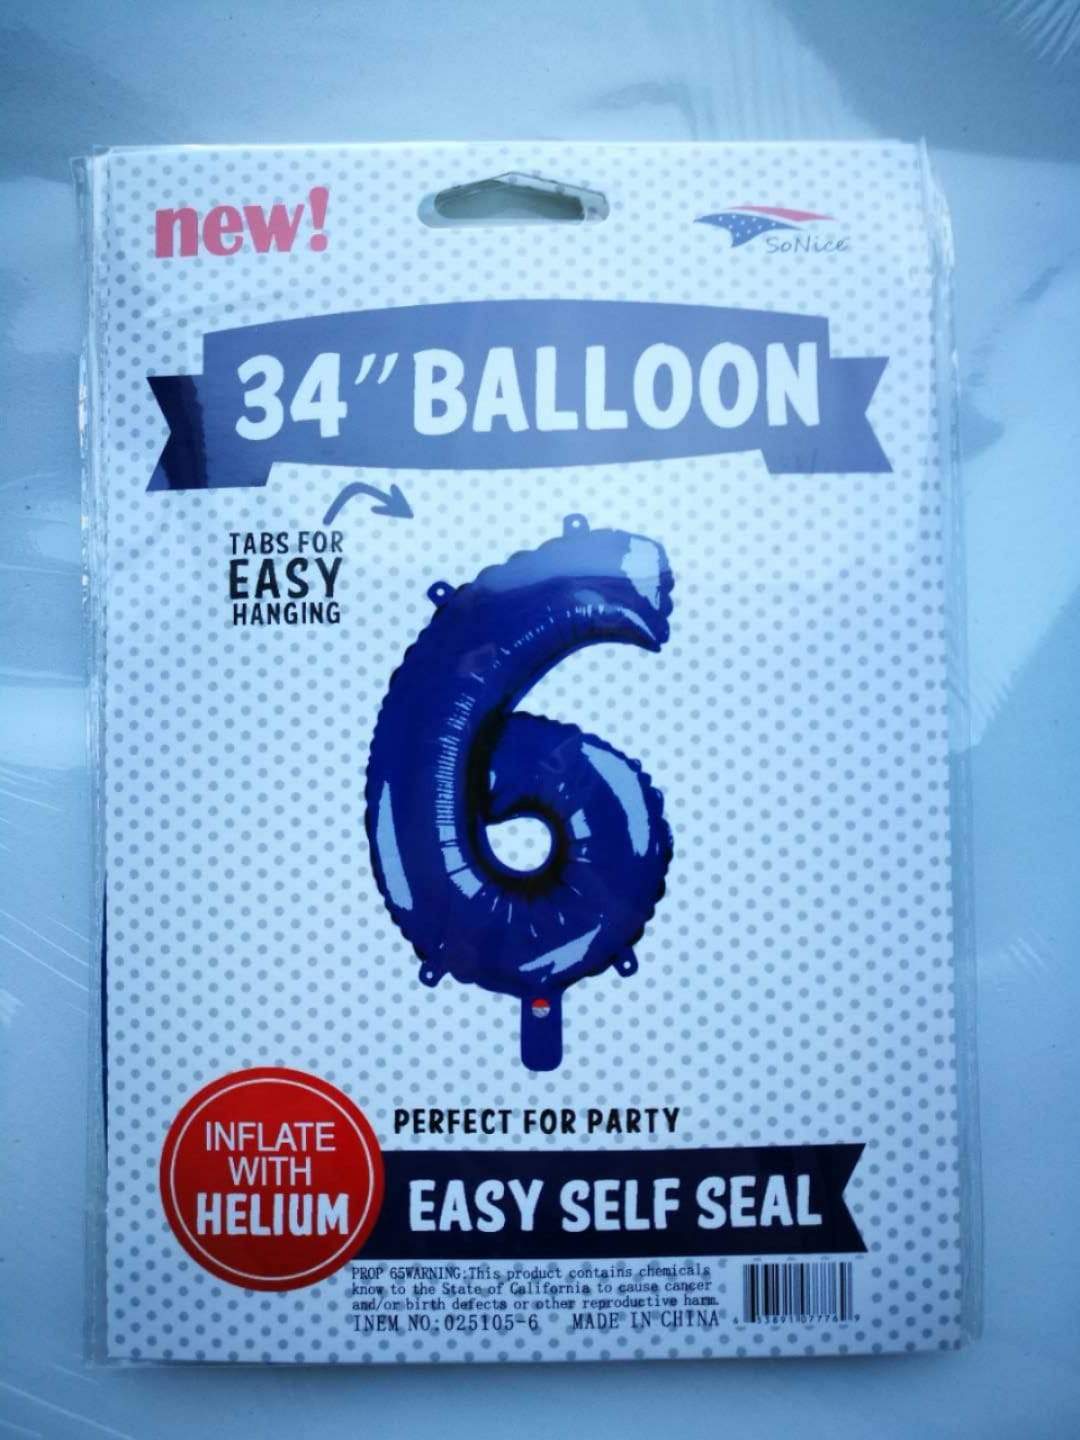 new!
SoNice
34" BALLOON
TABS FOR
EASY
HANGING
6
PERFECT FOR PARTY
INFLATE
WITH
HELIUM
EASY SELF SEAL
PROP 65WARNING:This product contains chemicals
know to the State of California to cause cancer
and/or birth defects or other reproductive harm.
INEM NO:025105-6 MADE IN CHINA